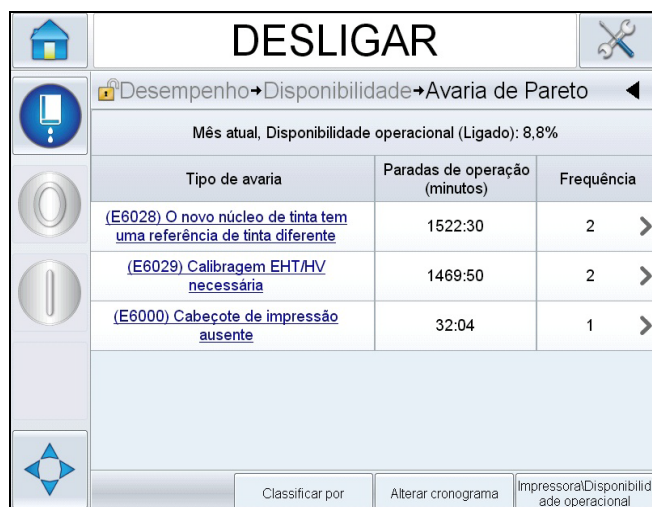 DESLIGAR
Desempenho→Disponibilidade→Avaria de Pareto
Mês atual, Disponibilidade operacional (Ligado): 8,8%
Tipo de avaria
Paradas de operação
(minutos)
Frequência
(E6028) O novo núcleo de tinta tem
uma referência de tinta diferente
1522:30
2
(E6029) Calibragem EHT/HV
necessária
1469:50
2
(E6000) Cabeçote de impressão
ausente
32:04
1
Classificar por
Alterar cronograma
Impressora\Disponibilid
ade operacional